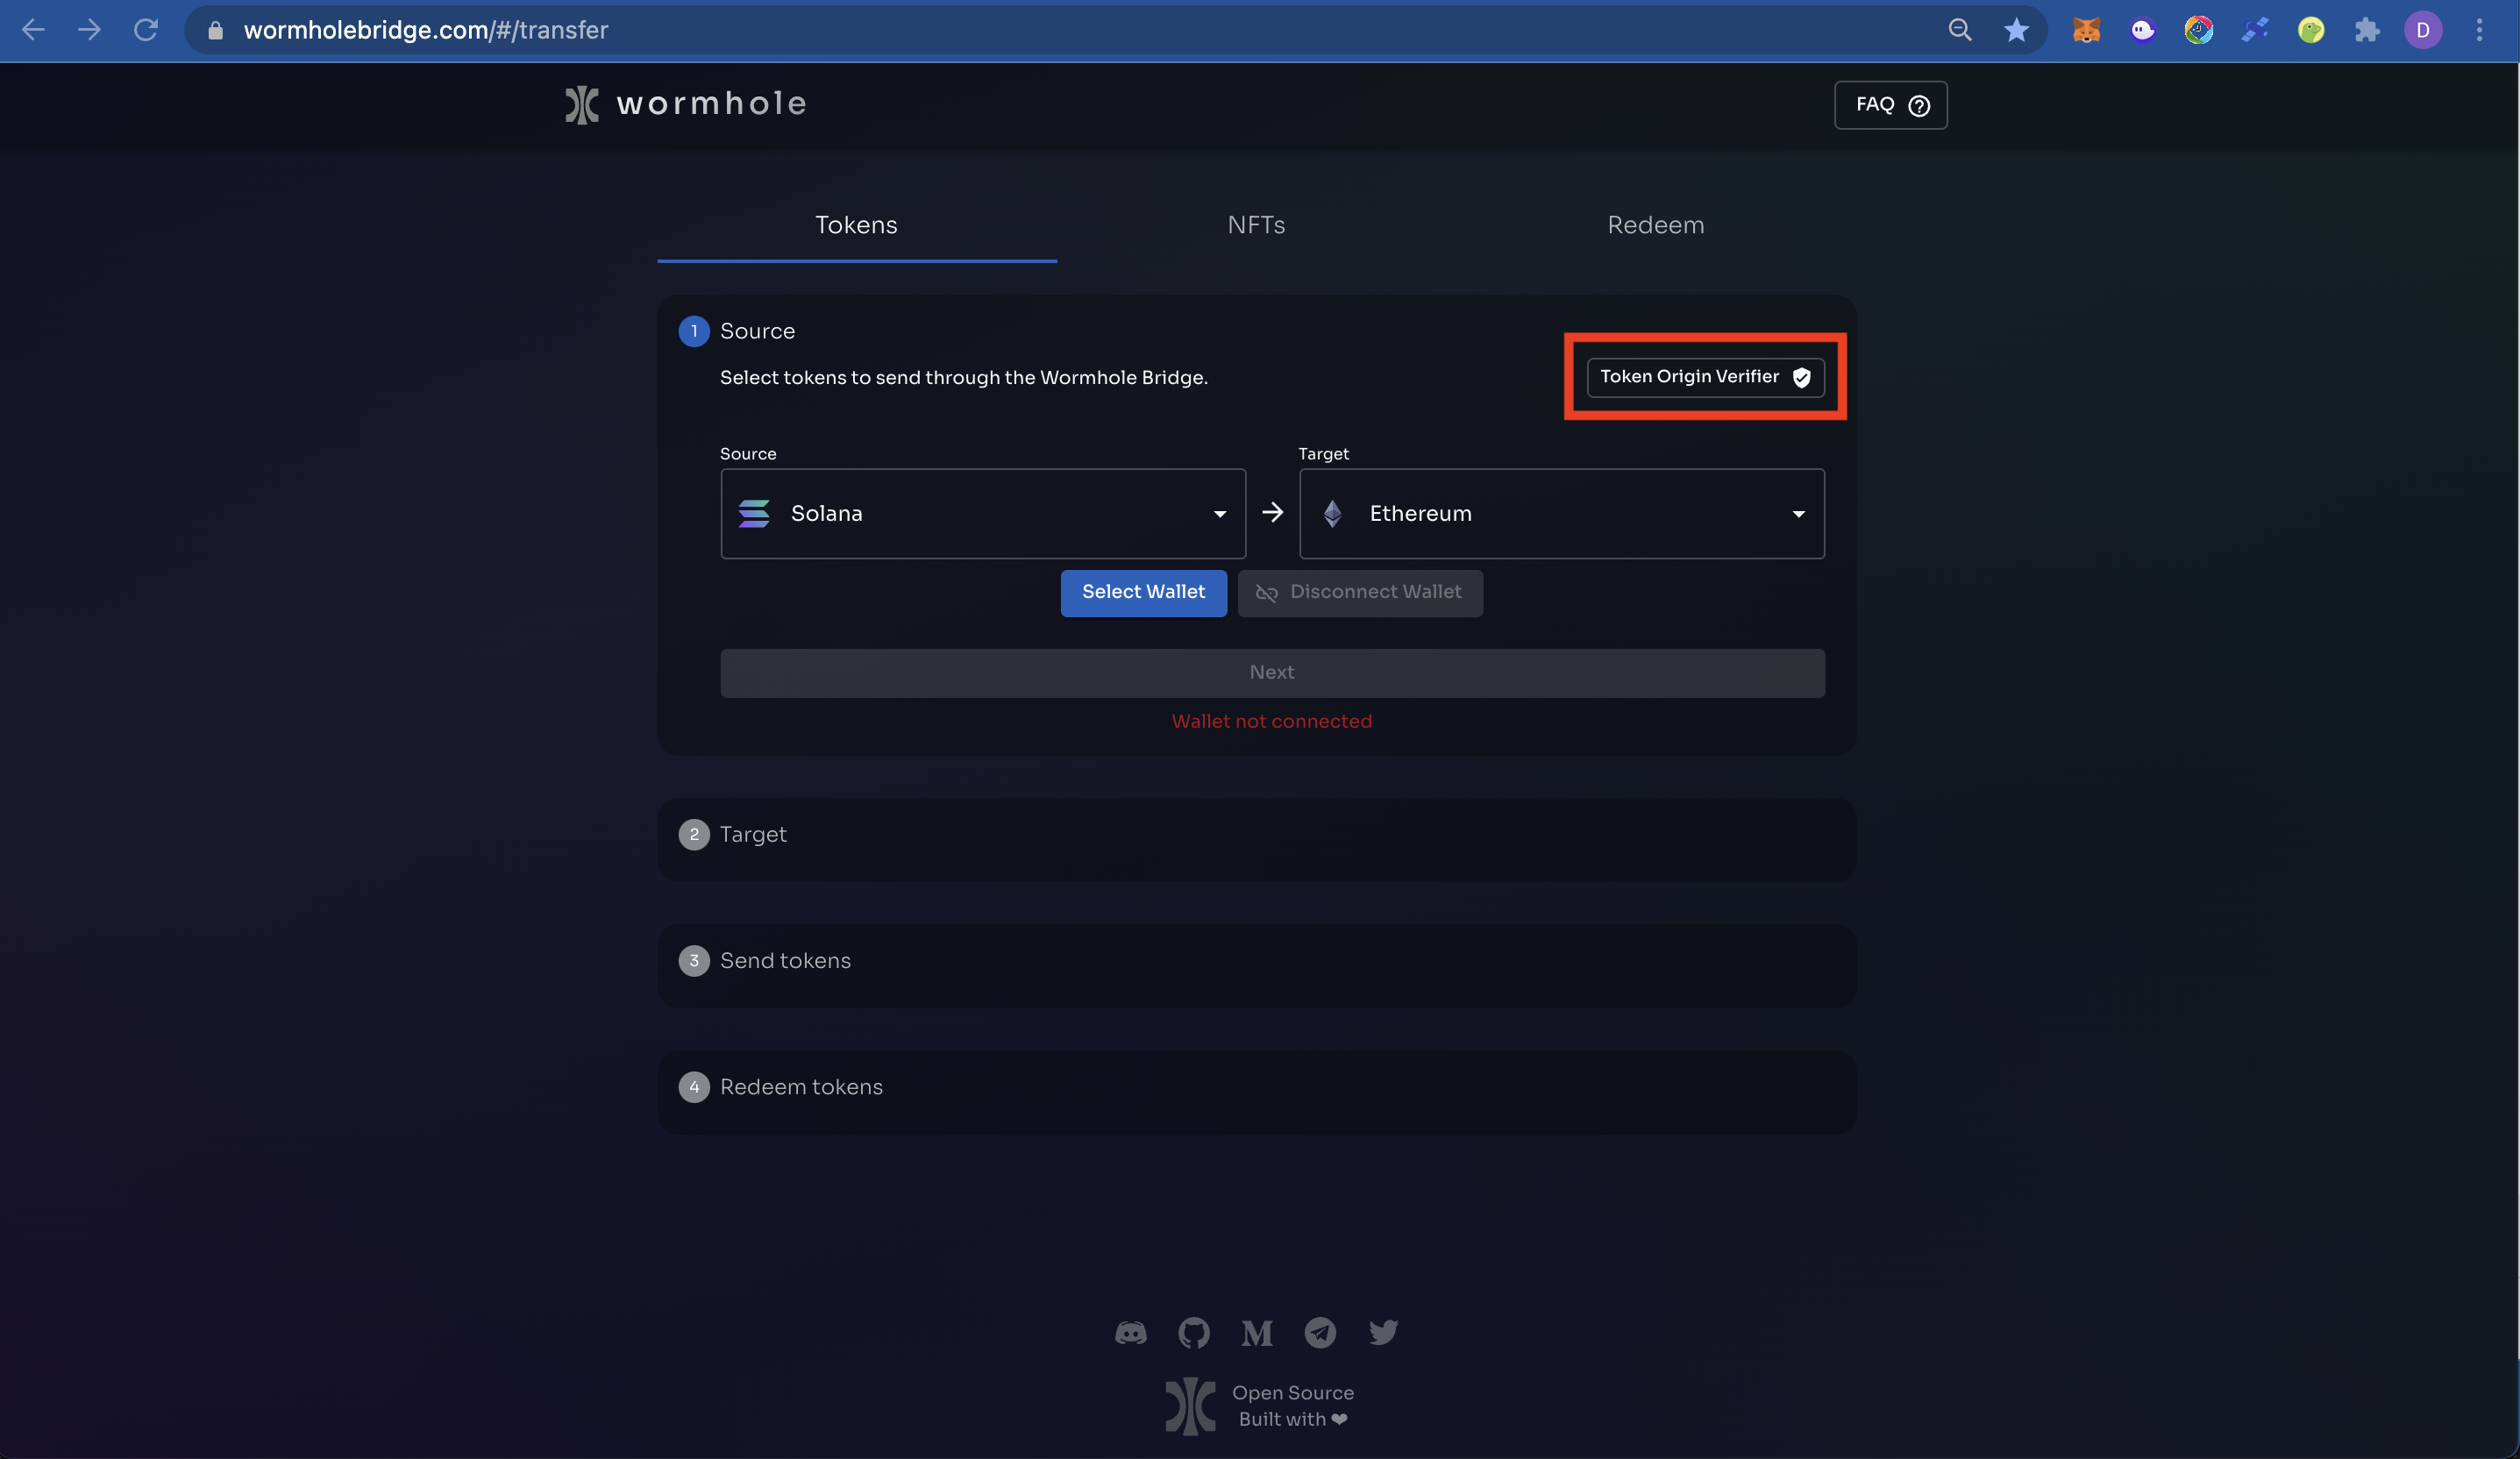 wormholebridge.com/#/transfer
D
wormhole
FAQ
Tokens
NFTs
Redeem
1 Source
Select tokens to send through the Wormhole Bridge.
Token Origin Verifier
Source
Target
Solana
Ethereum
Select Wallet
Disconnect Wallet
Next
Wallet not connected
2 Target
3 Send tokens
4 Redeem tokens
Open Source
Built with ❤